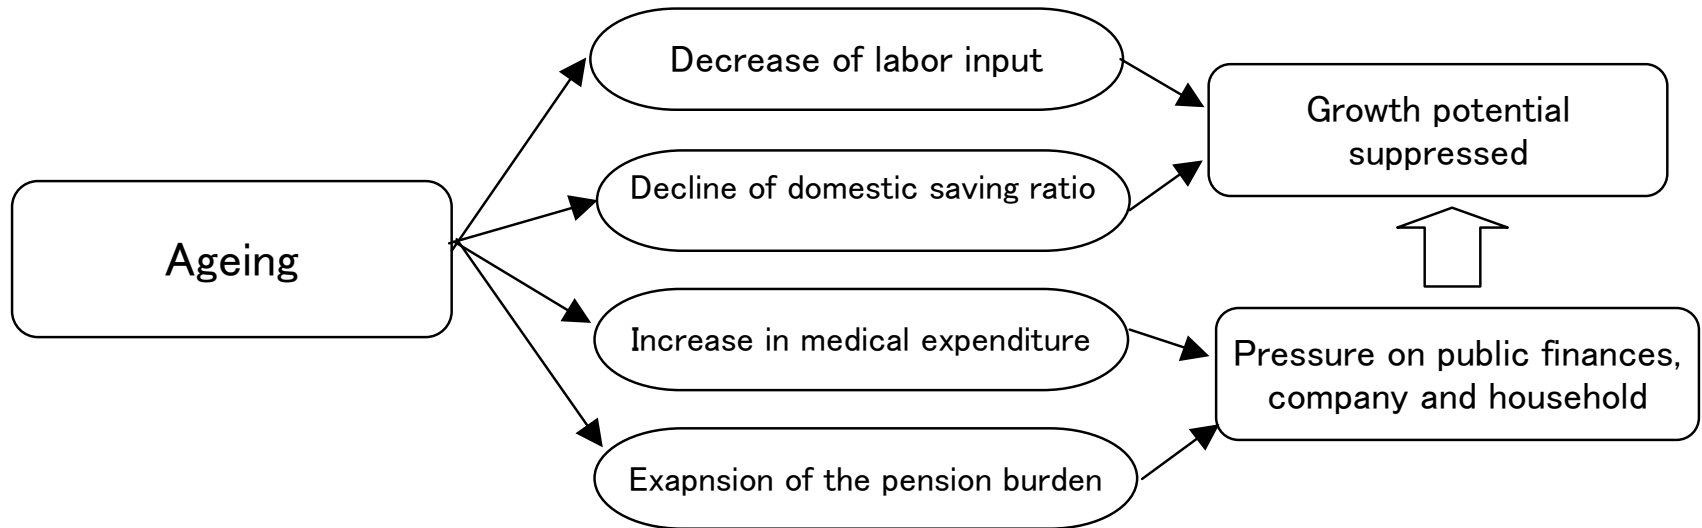 Ageing
Decrease of labor input
Decline of domestic saving ratio
Increase in medical expenditure
Exapnsion of the pension burden
Growth potential
suppressed
Pressure on public finances,
company and household